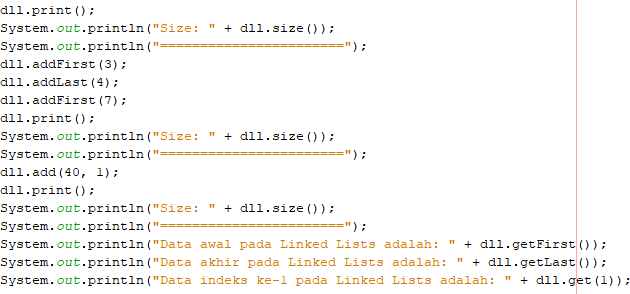 dll.print();
System.out.println("Size: " + dll.size());
System.out.println("=======================");
dll.addFirst(3);
dll.addLast(4);
dll.addFirst(7);
dll.print();
System.out.println("Size: " + dll.size());
System.out.println("=======================");
dll.add(40, 1);
dll.print();
System.out.println("Size: " + dll.size());
System.out.println("=======================");
System.out.println("Data awal pada Linked Lists adalah: " + dll.getFirst());
System.out.println("Data akhir pada Linked Lists adalah: " + dll.getLast());
System.out.println("Data indeks ke-1 pada Linked Lists adalah: " + dll.get(1));